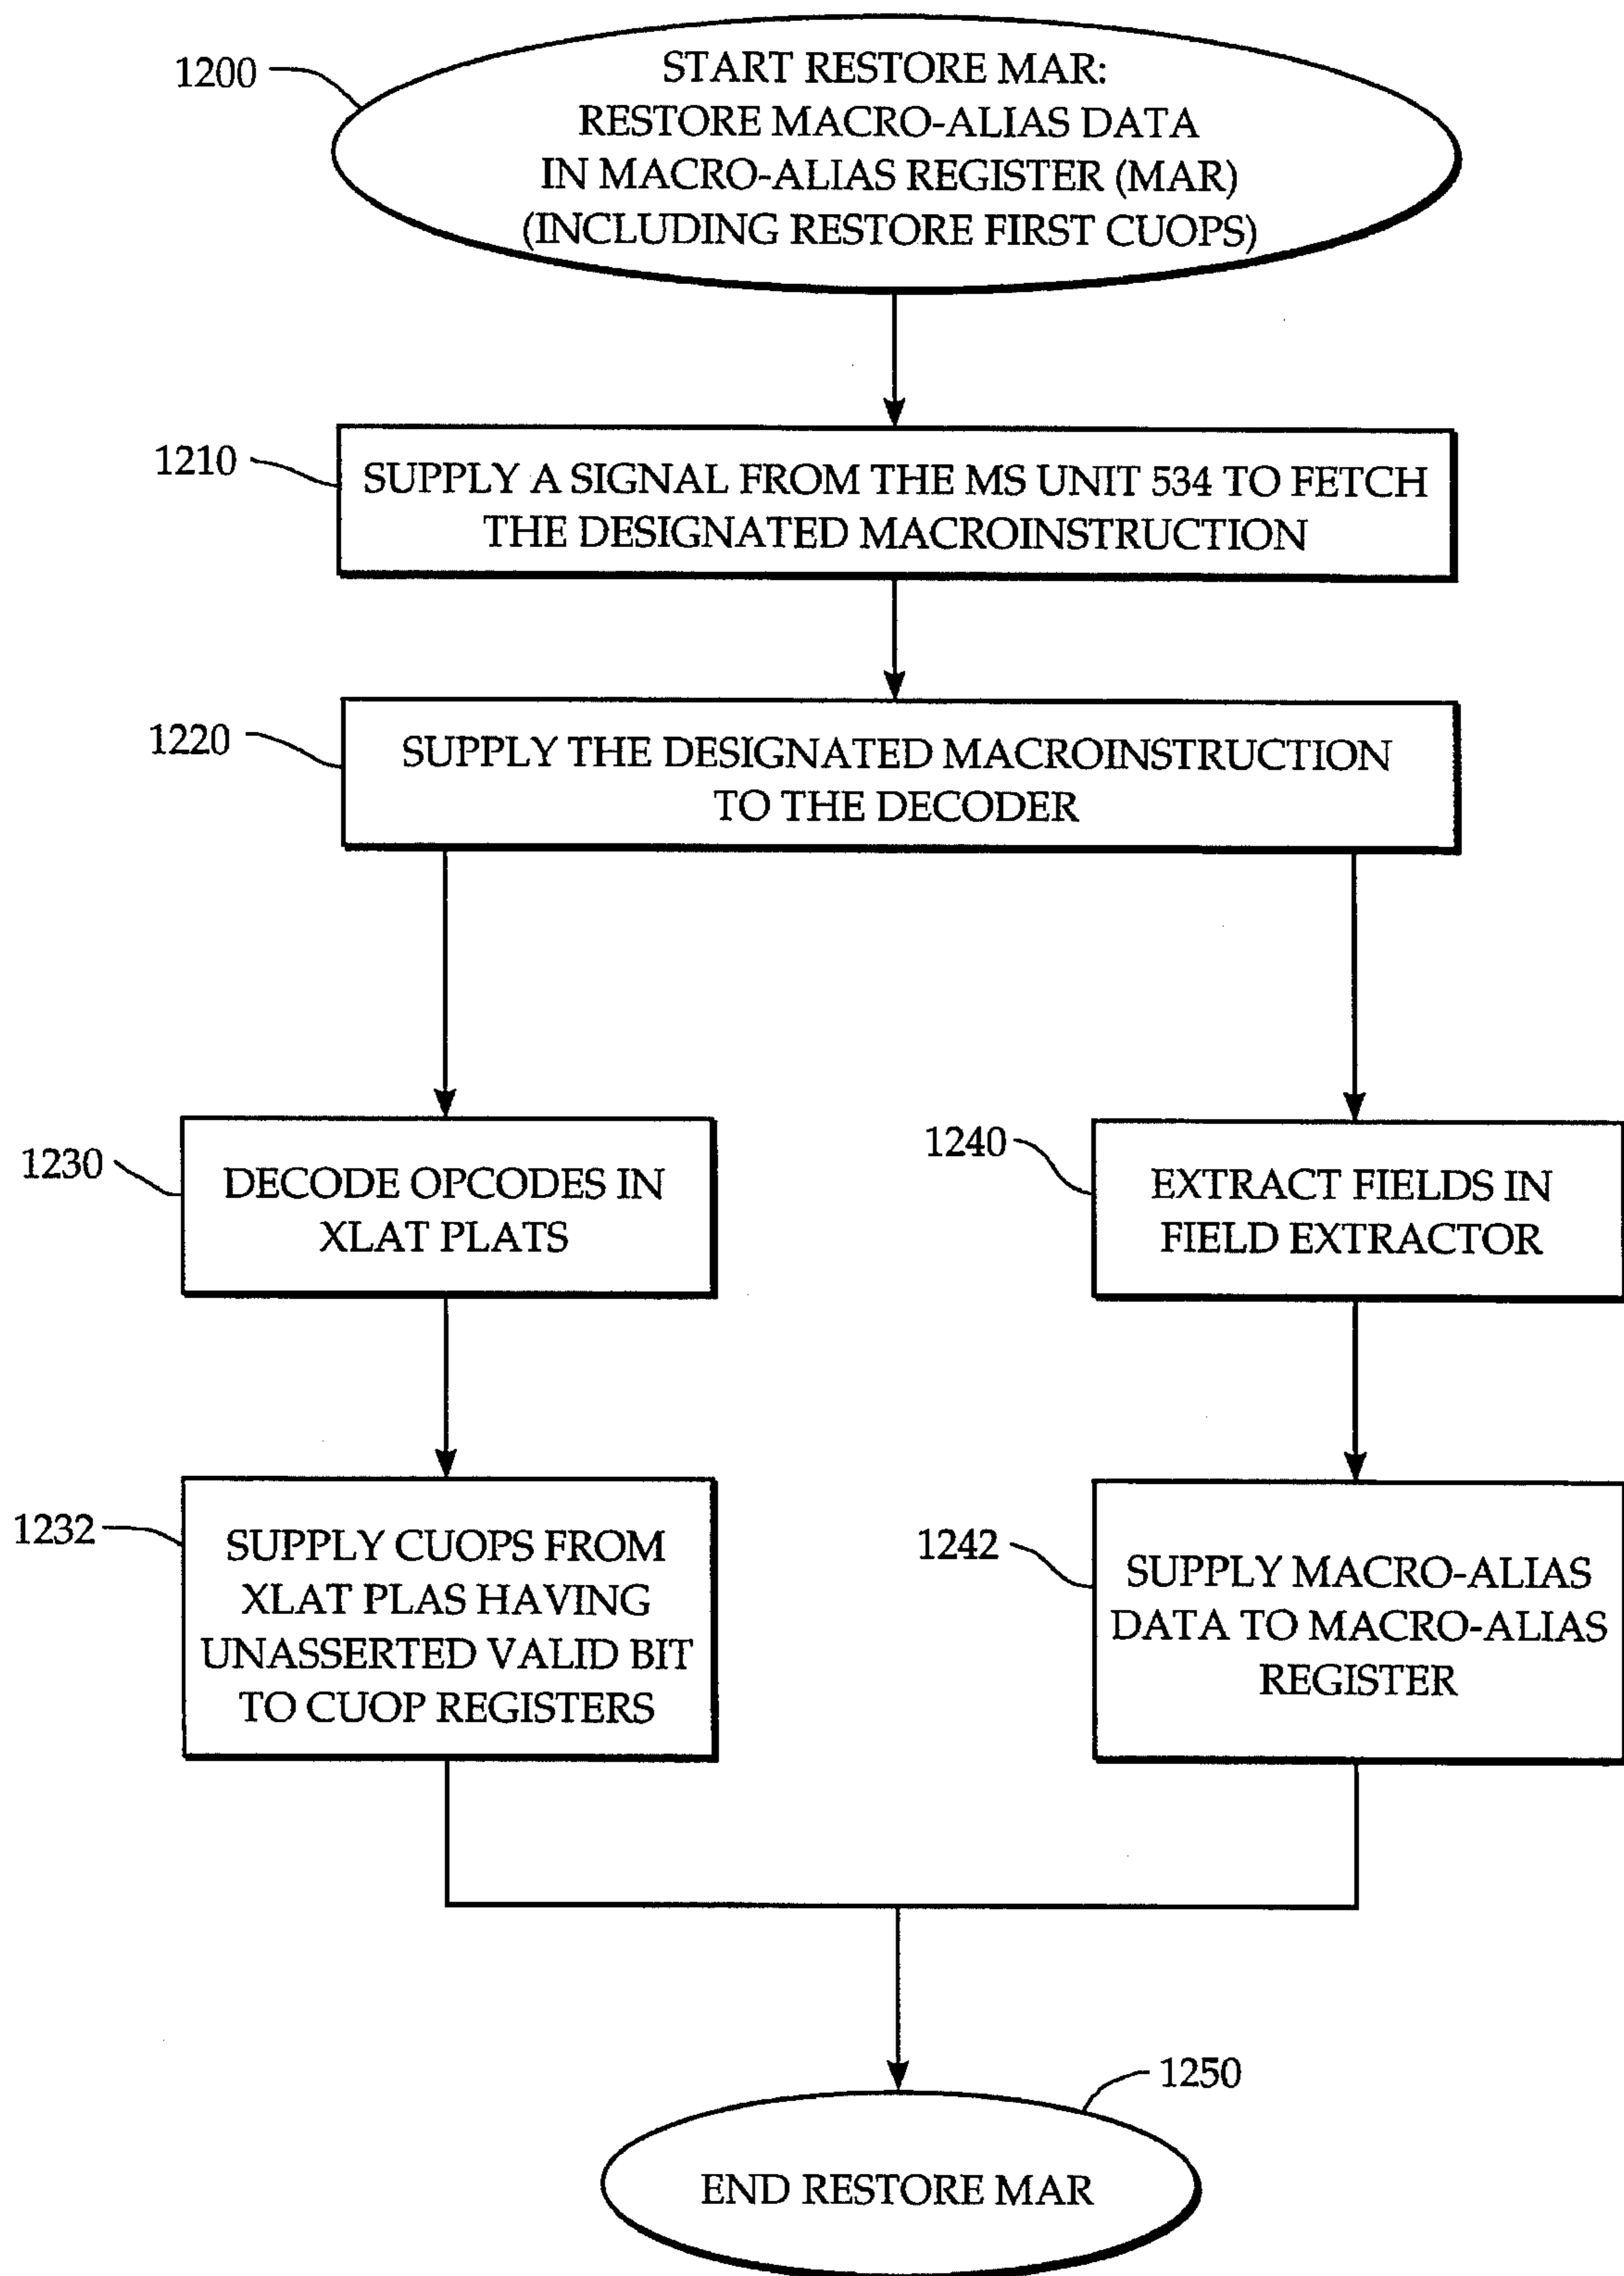 1200
START RESTORE MAR:
RESTORE MACRO-ALIAS DATA
IN MACRO-ALIAS REGISTER (MAR)
(INCLUDING RESTORE FIRST CUOPS)
1210
SUPPLY A SIGNAL FROM THE MS UNIT 534 TO FETCH
THE DESIGNATED MACROINSTRUCTION
1220
SUPPLY THE DESIGNATED MACROINSTRUCTION
TO THE DECODER
1230
DECODE OPCODES IN
XLAT PLATS
1240
EXTRACT FIELDS IN
FIELD EXTRACTOR
1232
SUPPLY CUOPS FROM
XLAT PLAS HAVING
UNASSERTED VALID BIT
TO CUOP REGISTERS
1242
SUPPLY MACRO-ALIAS
DATA TO MACRO-ALIAS
REGISTER
1250
END RESTORE MAR